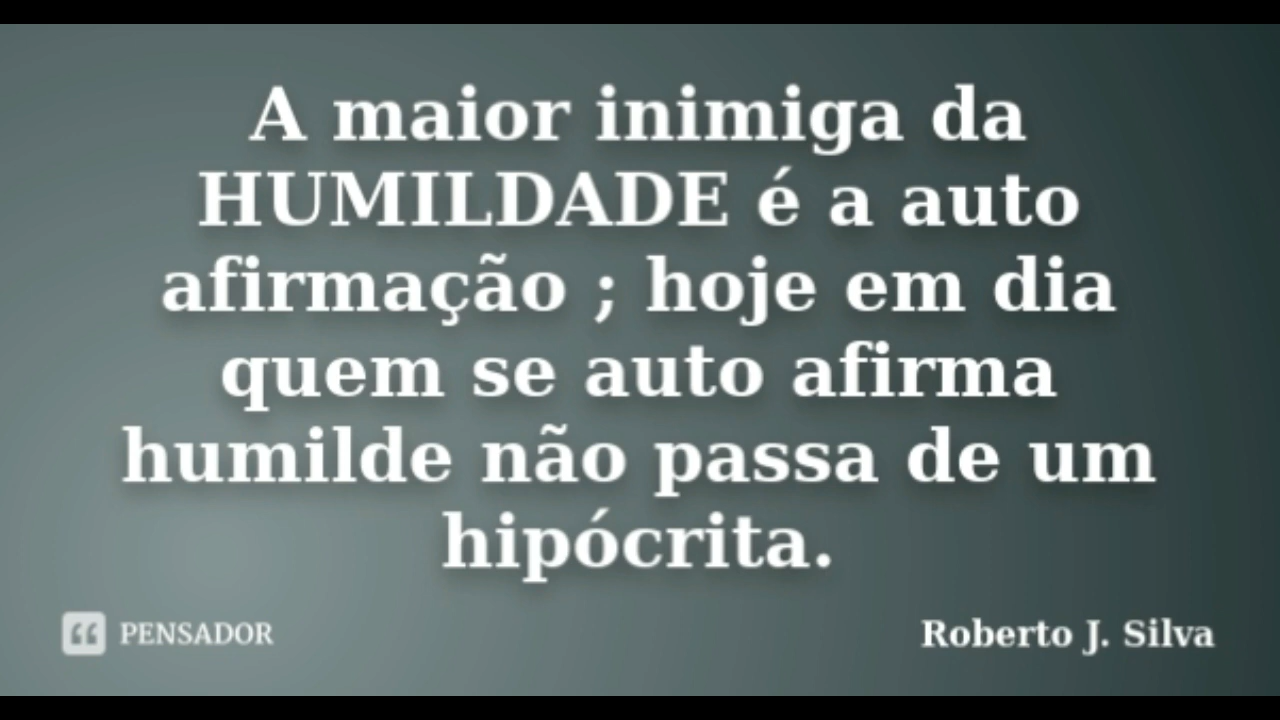 A maior inimiga da
HUMILDADE é a auto
afirmação ; hoje em dia
quem se auto afirma
humilde não passa de um
hipócrita.
PENSADOR
Roberto J. Silva